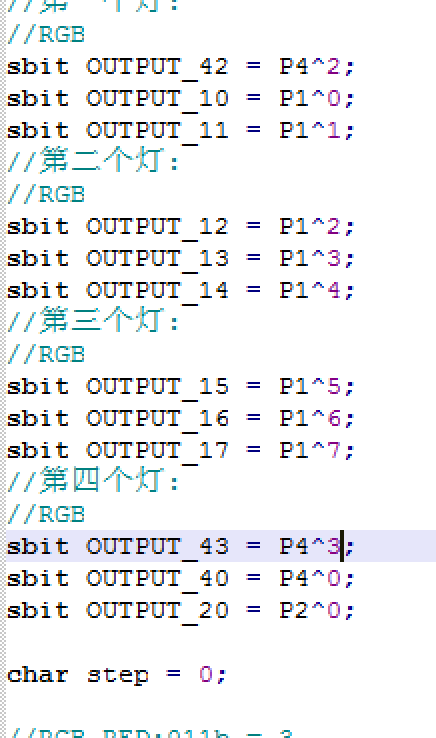 //第一个灯：
//RGB
sbit OUTPUT_42 = P4^2;
sbit OUTPUT_10 = P1^0;
sbit OUTPUT_11 = P1^1;
//第二个灯：
//RGB
sbit OUTPUT_12 = P1^2;
sbit OUTPUT_13 = P1^3;
sbit OUTPUT_14 = P1^4;
//第三个灯：
//RGB
sbit OUTPUT_15 = P1^5;
sbit OUTPUT_16 = P1^6;
sbit OUTPUT_17 = P1^7;
//第四个灯：
//RGB
sbit OUTPUT_43 = P4^3;
sbit OUTPUT_40 = P4^0;
sbit OUTPUT_20 = P2^0;
char step = 0;
//RGB RED:011b = 3